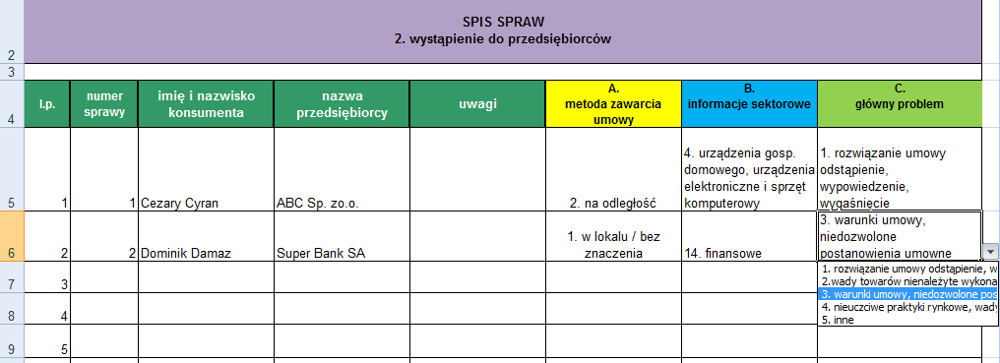 SPIS SPRAW
2. wystąpienie do przedsiębiorców
2
3
4
l.p.
numer
sprawy
imię i nazwisko
konsumenta
nazwa
przedsiębiorcy
uwagi
A.
metoda zawarcia
umowy
B.
informacje sektorowe
C.
główny problem
5
1
1
Cezary Cyran
ABC Sp. zo.o.
2. na odległość
4. urządzenia gosp.
domowego, urządzenia
elektroniczne i sprzęt
komputerowy
1. rozwiązanie umowy
odstąpienie,
wypowiedzenie,
wygaśnięcie
6
2
2
Dominik Damaz
Super Bank SA
1. w lokalu / bez
znaczenia
14. finansowe
3. warunki umowy,
niedozwolone
postanowienia umowne
1. rozwiązanie umowy odstąpienie, w
2.wady towarów nienależyte wykona
3. warunki umowy, niedozwolone pos
4. nieuczciwe praktyki rynkowe, wady
5. inne
7
3
8
4
9
5